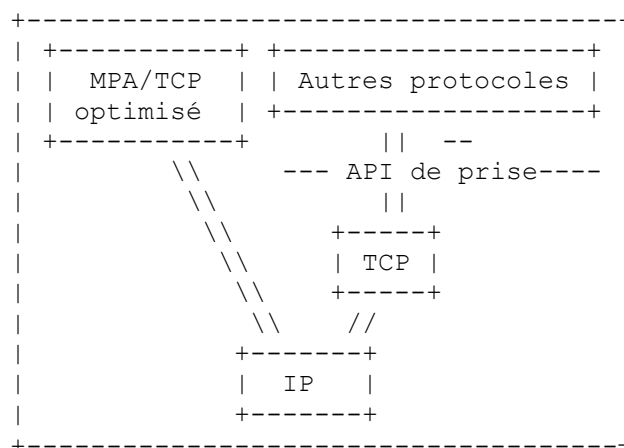 MPA/TCP
optimisé
Autres protocoles
API de prise
TCP
IP